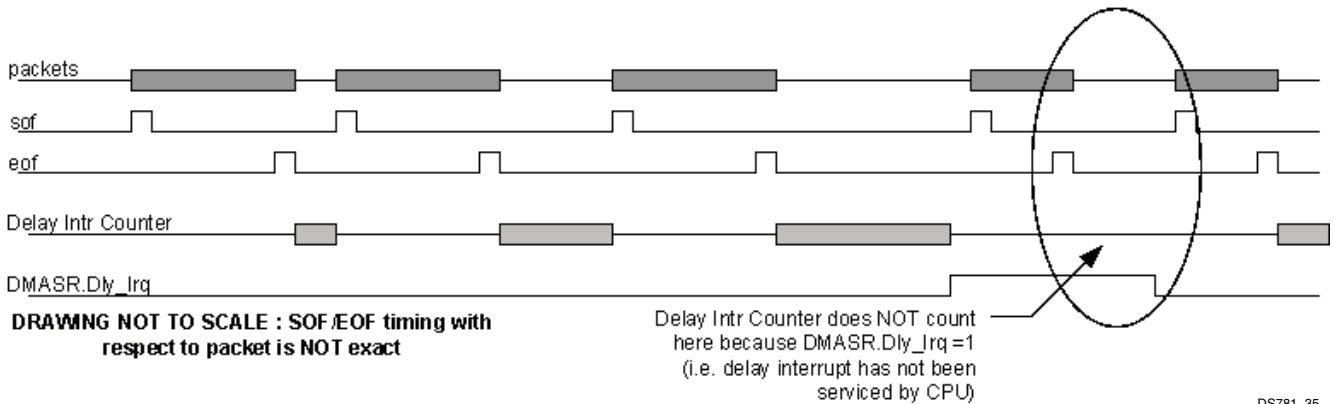 packets
sof
eof
Delay Intr Counter
DMASR.Dly_Irq
DRAWING NOT TO SCALE : SOF/EOF timing with
respect to packet is NOT exact
Delay Intr Counter does NOT count
here because DMASR.Dly_Irq =1
(i.e. delay interrupt has not been
serviced by CPU)
DS781_35